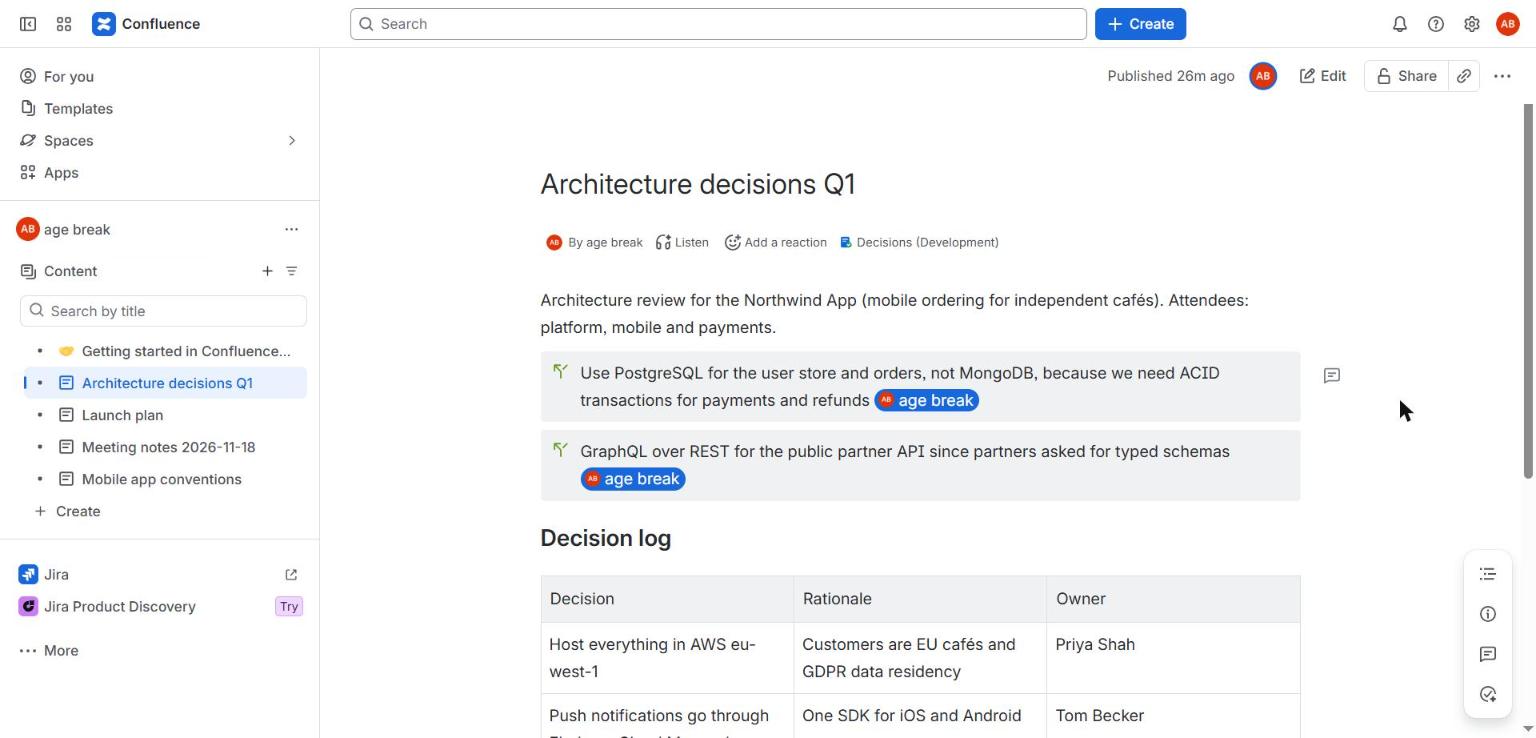 Confluence
Search
Create
AB
For you
Templates
Spaces
Apps
AB age break
Content
Search by title
Getting started in Confluence...
Architecture decisions Q1
Launch plan
Meeting notes 2026-11-18
Mobile app conventions
Create
Jira
Jira Product Discovery
Try
More
Published 26m ago
AB
Edit
Share
Architecture decisions Q1
AB By age break
Listen
Add a reaction
Decisions (Development)
Architecture review for the Northwind App (mobile ordering for independent cafés). Attendees:
platform, mobile and payments.
Use PostgreSQL for the user store and orders, not MongoDB, because we need ACID
transactions for payments and refunds AB age break
GraphQL over REST for the public partner API since partners asked for typed schemas
AB age break
Decision log
Decision Rationale Owner
Host everything in AWS eu- Customers are EU cafés and Priya Shah
west-1 GDPR data residency
Push notifications go through One SDK for iOS and Android Tom Becker